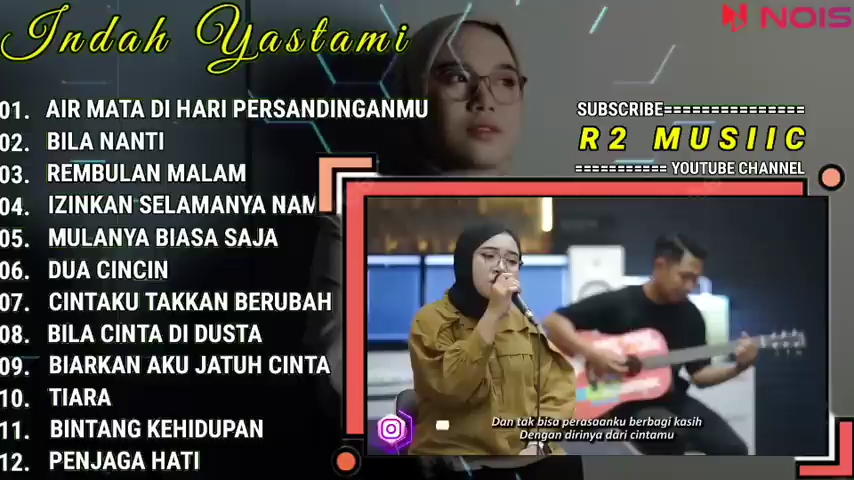 Indah Yastami
NOIS
01. AIR MATA DI HARI PERSANDINGANMU
02. BILA NANTI
03. REMBULAN MALAM
04. IZINKAN SELAMANYA NAM
05. MULANYA BIASA SAJA
06. DUA CINCIN
07. CINTAKU TAKKAN BERUBAH
08. BILA CINTA DI DUSTA
09. BIARKAN AKU JATUH CINTA
10. TIARA
11. BINTANG KEHIDUPAN
12. PENJAGA HATI
SUBSCRIBE================
R2 MUSIIC
=========== YOUTUBE CHANNEL
Dan tak bisa perasaanku berbagi kasih
Dengan dirinya dari cintamu